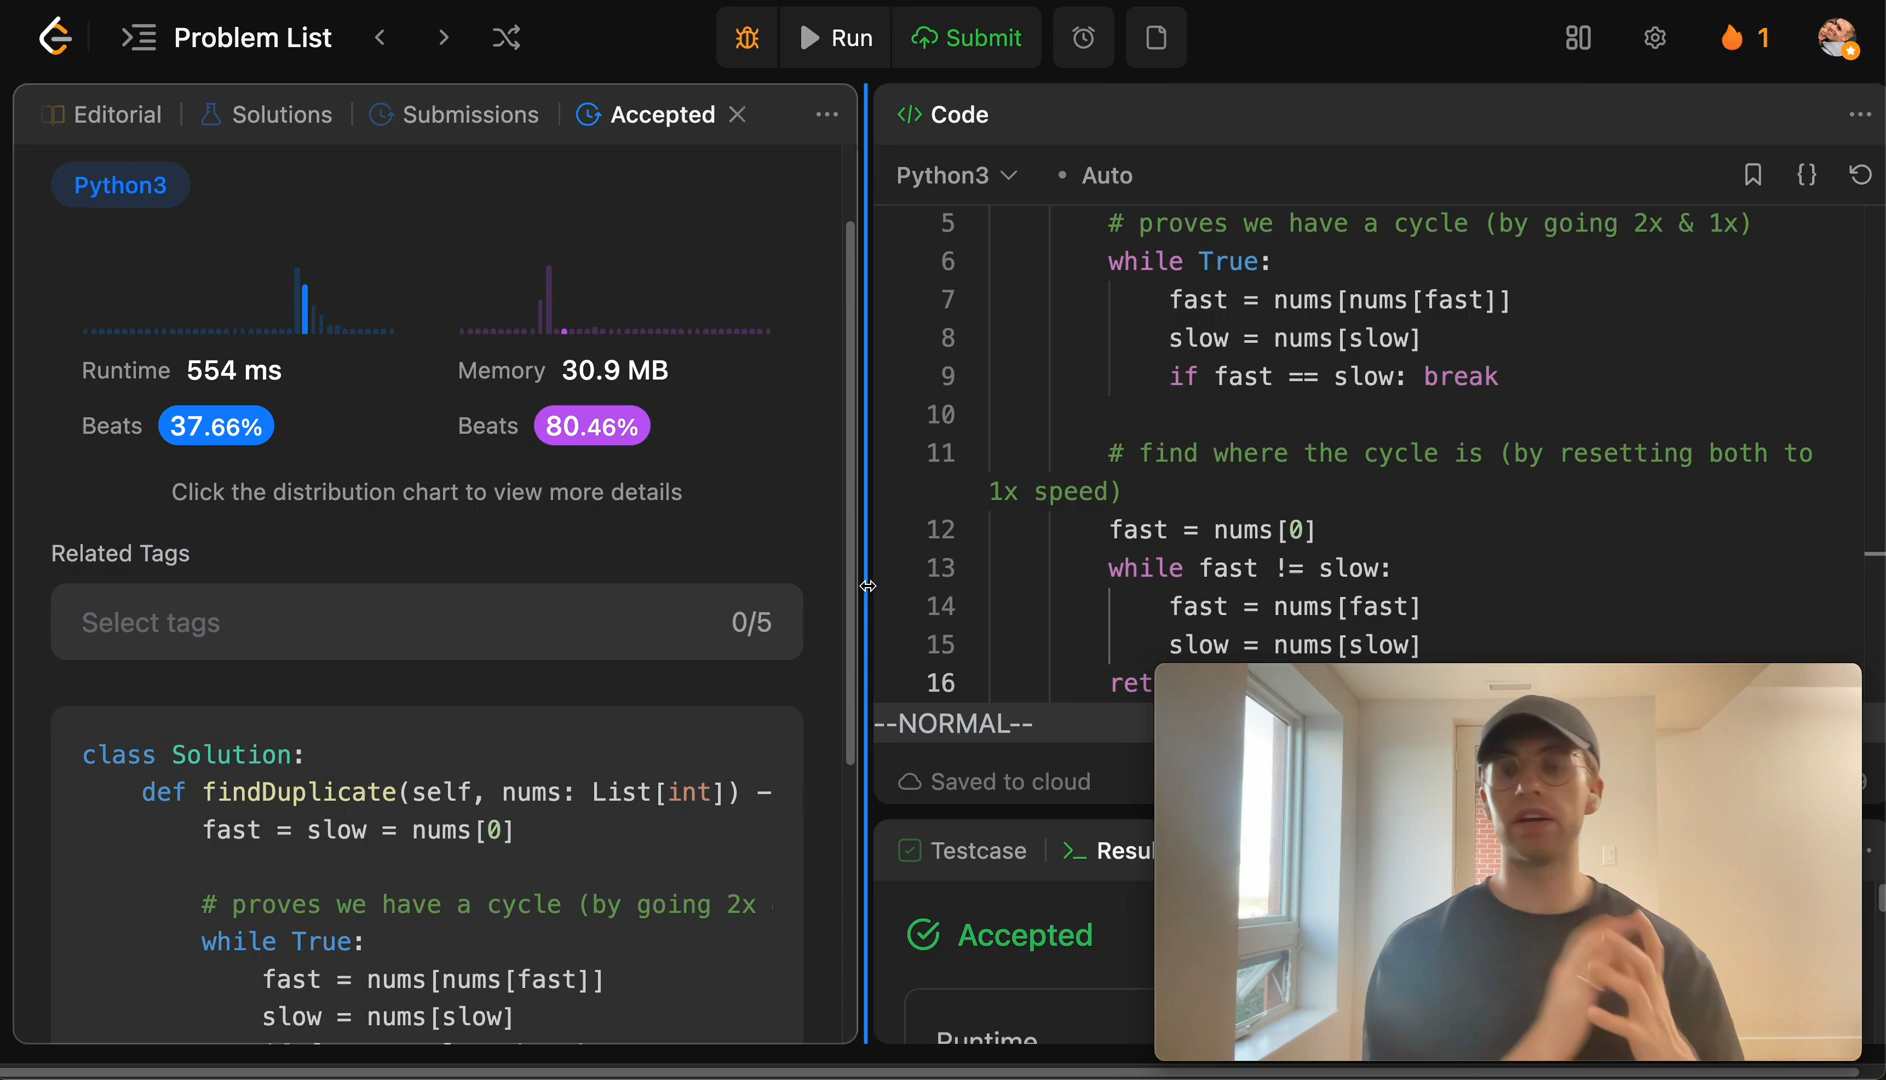 Problem List
Run
Submit
1
Editorial
Solutions
Submissions
Accepted
Python3
Runtime 554 ms
Beats 37.66%
Memory 30.9 MB
Beats 80.46%
Click the distribution chart to view more details
Related Tags
Select tags 0/5
class Solution:
def findDuplicate(self, nums: List[int]) -
fast = slow = nums[0]
# proves we have a cycle (by going 2x
while True:
fast = nums[nums[fast]]
slow = nums[slow]
</> Code
Python3 • Auto
{}
5 # proves we have a cycle (by going 2x & 1x)
6 while True:
7 fast = nums[nums[fast]]
8 slow = nums[slow]
9 if fast == slow: break
10
11 # find where the cycle is (by resetting both to
1x speed)
12 fast = nums[0]
13 while fast != slow:
14 fast = nums[fast]
15 slow = nums[slow]
16 ret
--NORMAL--
Saved to cloud
Testcase
>_ Resu
Accepted
Runtime